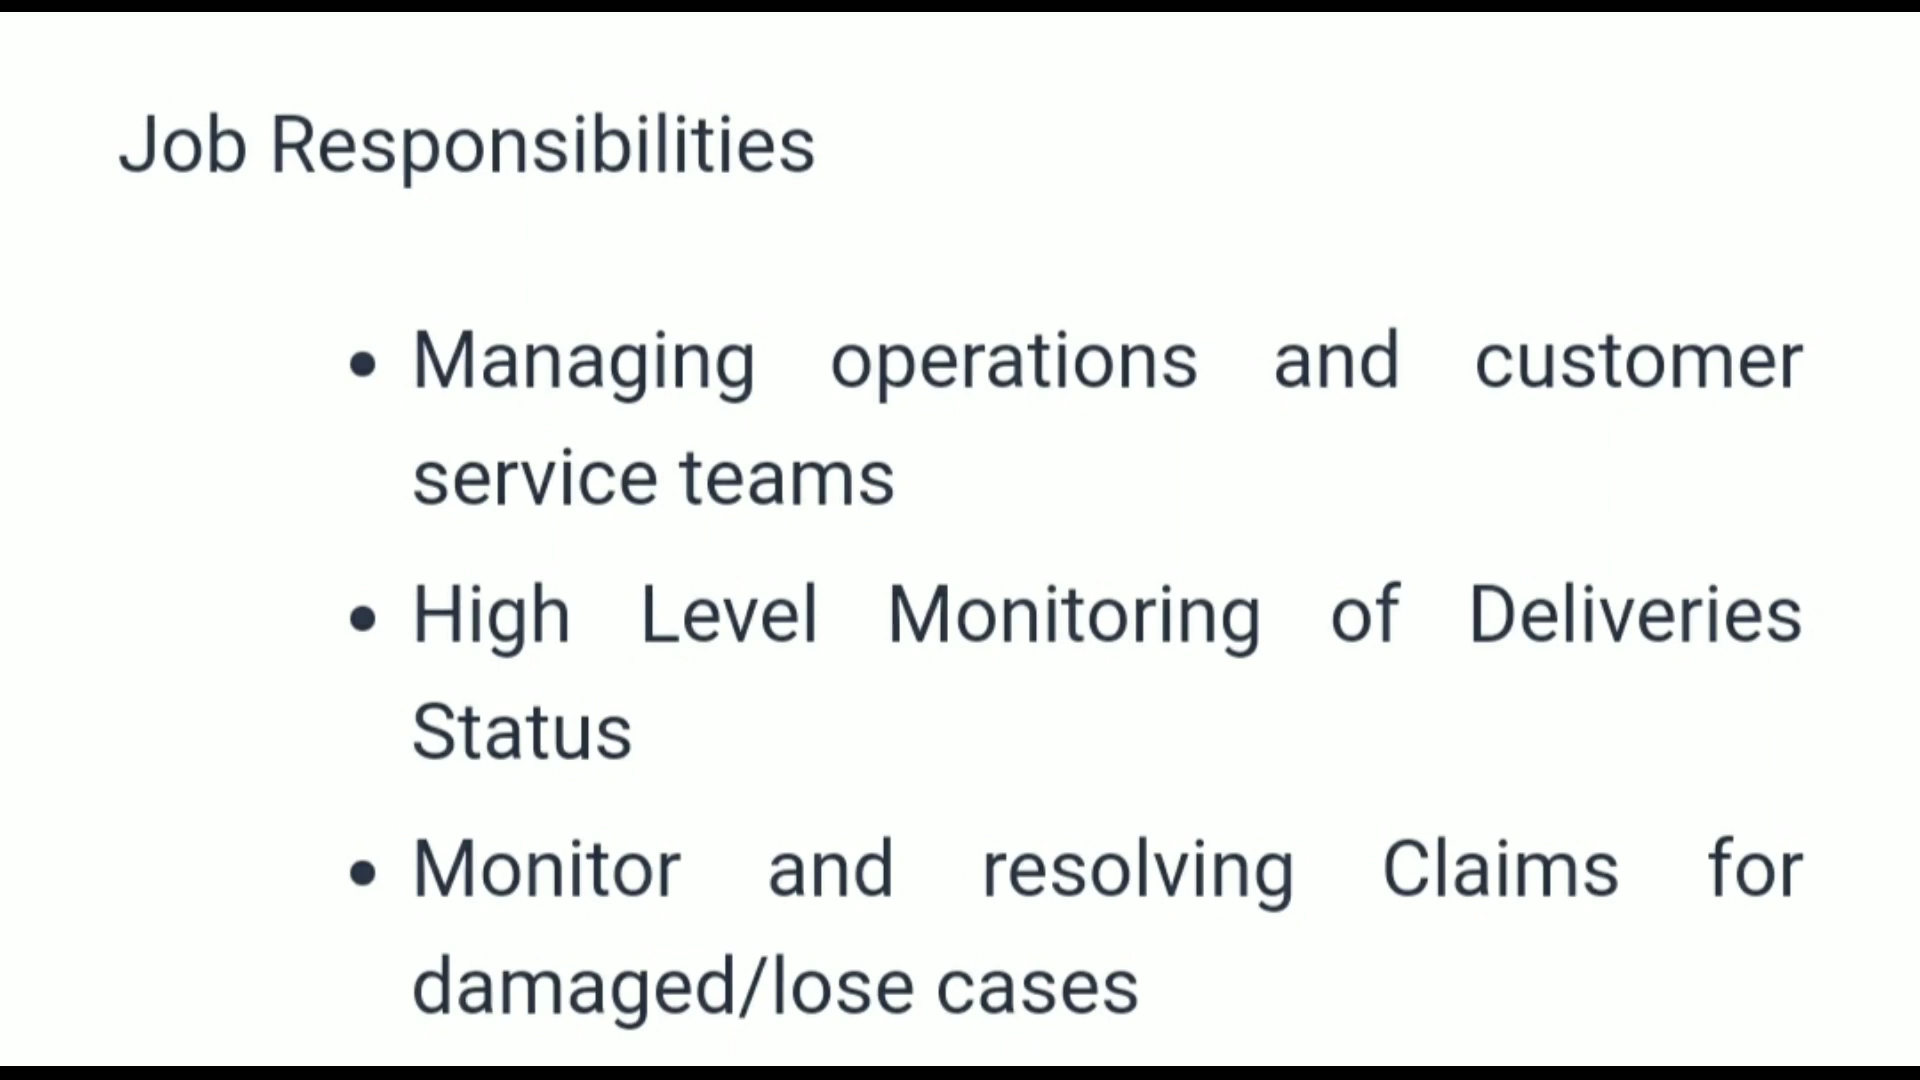 Job Responsibilities
• Managing operations and customer
service teams
• High Level Monitoring of Deliveries
Status
• Monitor and resolving Claims for
damaged/lose cases